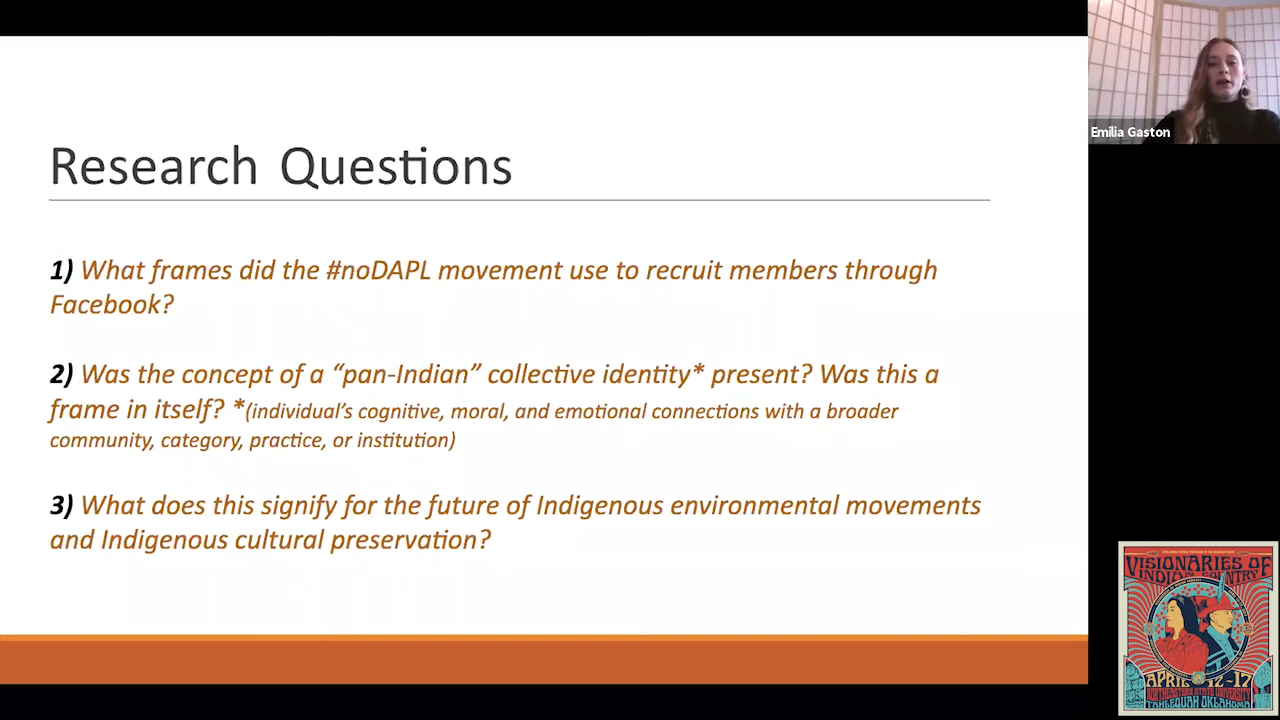 Research Questions
1) What frames did the #noDAPL movement use to recruit members through
Facebook?
2) Was the concept of a “pan-Indian” collective identity* present? Was this a
frame in itself? *(individual’s cognitive, moral, and emotional connections with a broader
community, category, practice, or institution)
3) What does this signify for the future of Indigenous environmental movements
and Indigenous cultural preservation?
Emilia Gaston
VISIONARIES OF
INDIAN COUNTRY
APRIL 12-17
NORTHEASTERN STATE UNIVERSITY
TAHLEQUAH OKLAHOMA